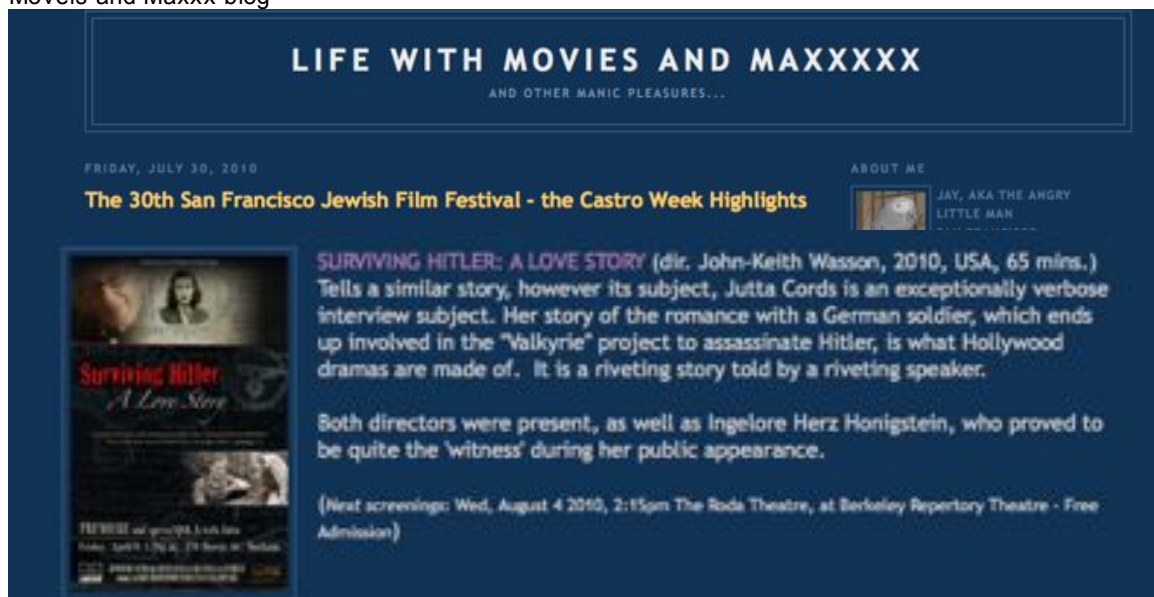 Movels and Maxxx blog
LIFE WITH MOVIES AND MAXXXXX
AND OTHER MANIC PLEASURES...
FRIDAY, JULY 30, 2010
The 30th San Francisco Jewish Film Festival - the Castro Week Highlights
ABOUT ME
JAY, AKA THE ANGRY
LITTLE MAN
SURVIVING HITLER: A LOVE STORY (dir. John-Keith Wasson, 2010, USA, 65 mins.)
Tells a similar story, however its subject, Jutta Cords is an exceptionally verbose
interview subject. Her story of the romance with a German soldier, which ends
up involved in the "Valkyrie" project to assassinate Hitler, is what Hollywood
dramas are made of. It is a riveting story told by a riveting speaker.
Both directors were present, as well as Ingelore Herz Honigstein, who proved to
be quite the 'witness' during her public appearance.
(Next screenings: Wed, August 4 2010, 2:15pm The Roda Theatre, at Berkeley Repertory Theatre - Free
Admission)
Surviving Hitler
A Love Story